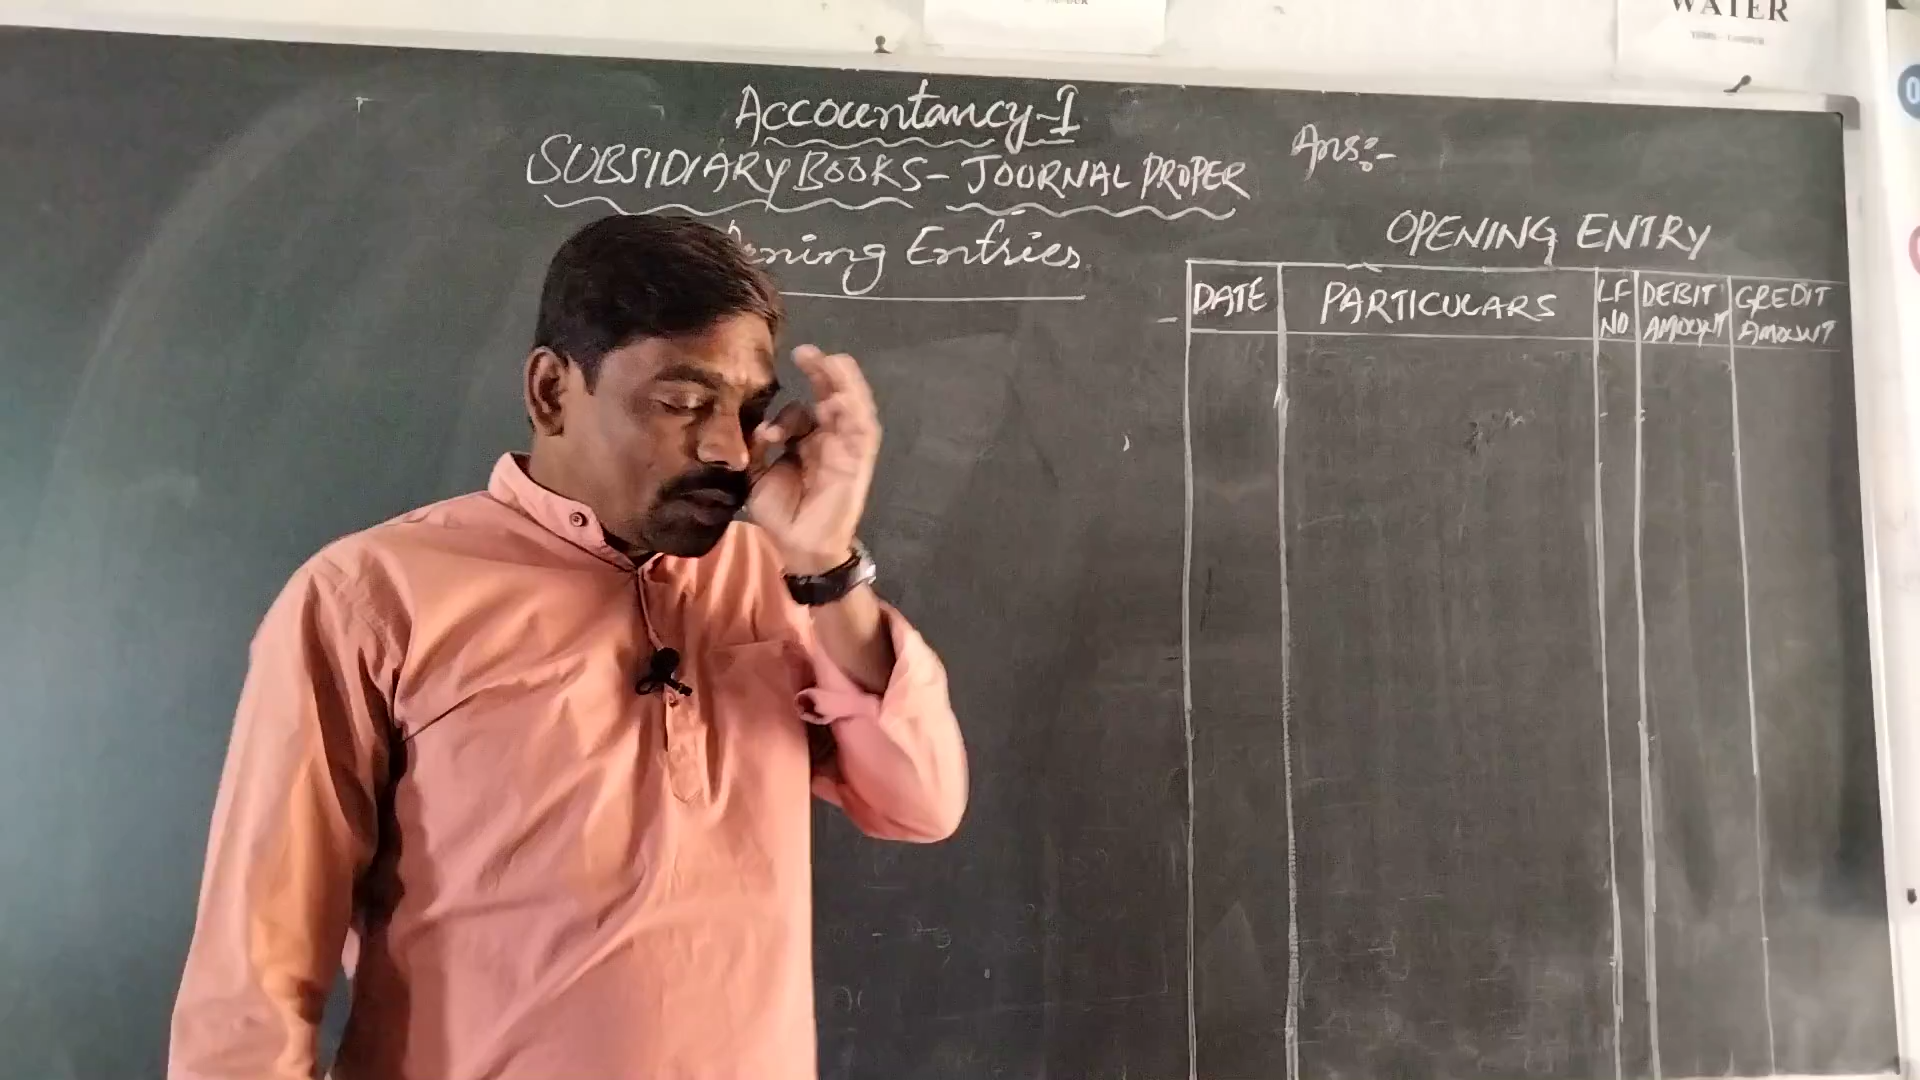 WATER
Accountancy-I
SUBSIDIARY BOOKS - JOURNAL PROPER
Entries
Ans:-
OPENING ENTRY
DATE PARTICULARS LF NO DEBIT AMOUNT CREDIT AMOUNT